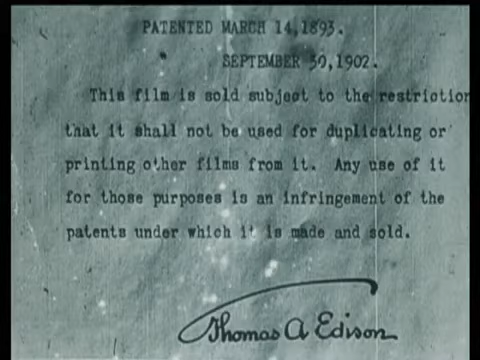 PATENTED MARCH 14,1893.
SEPTEMBER 30,1902.
This film is sold subject to the restriction
that it shall not be used for duplicating or
printing other films from it. Any use of it
for those purposes is an infringement of the
patents under which it is made and sold.
Thomas A Edison